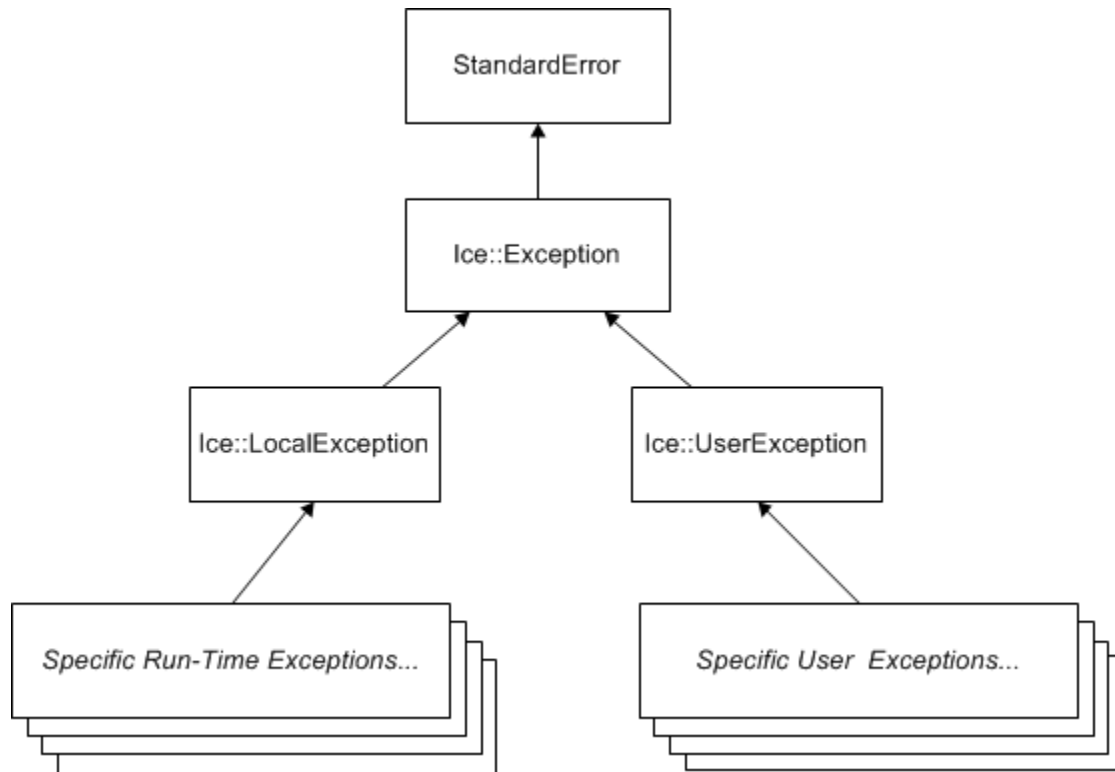 StandardError
Ice::Exception
Ice::LocalException
Ice::UserException
Specific Run-Time Exceptions...
Specific User Exceptions...